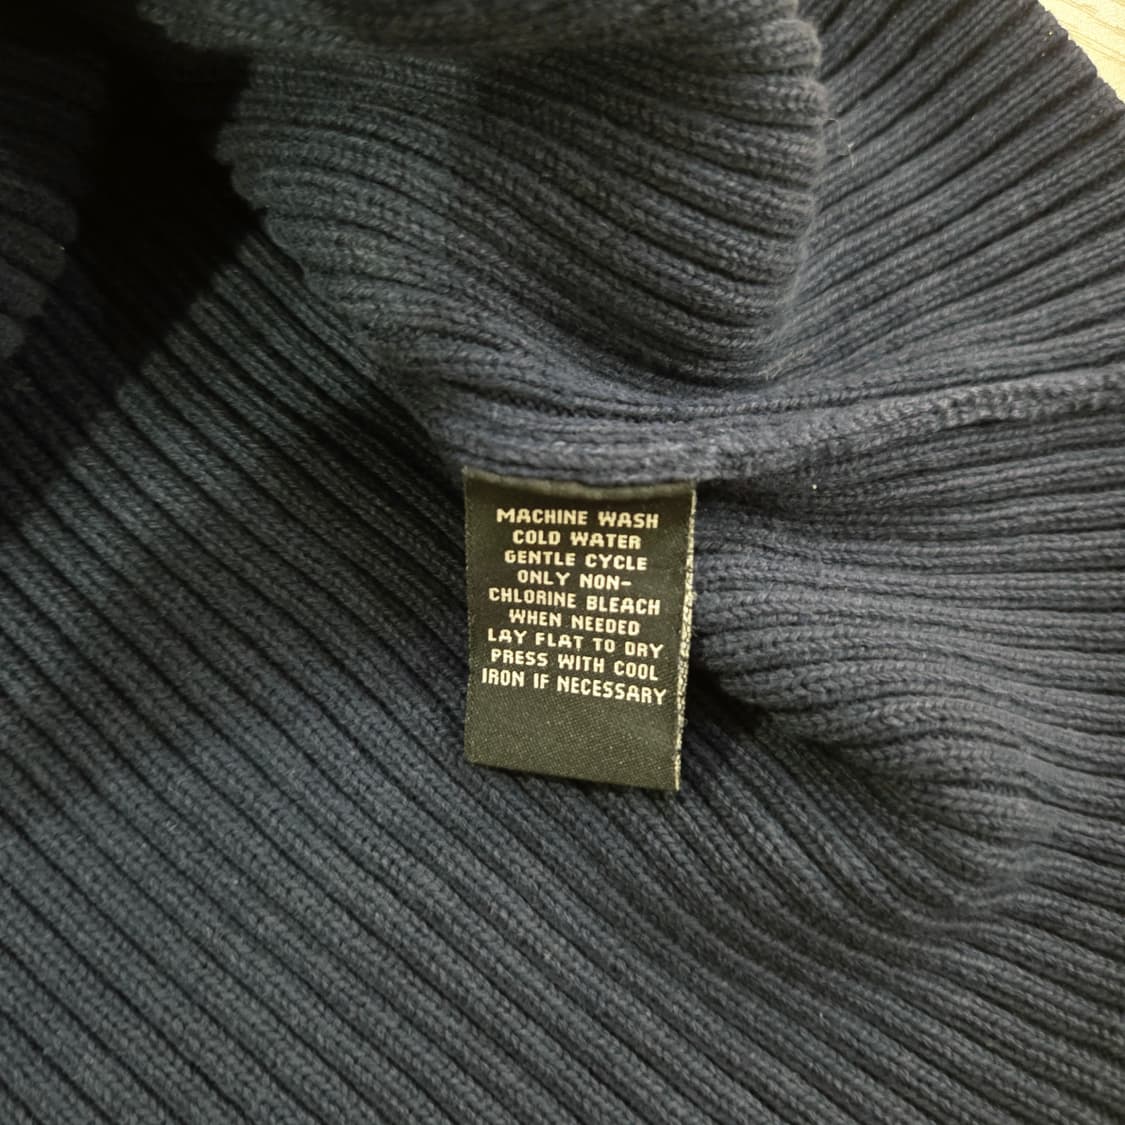 MACHINE WASH
COLD WATER
GENTLE CYCLE
ONLY NON-
CHLORINE BLEACH
WHEN NEEDED
LAY FLAT TO DRY
PRESS WITH COOL
IRON IF NECESSARY